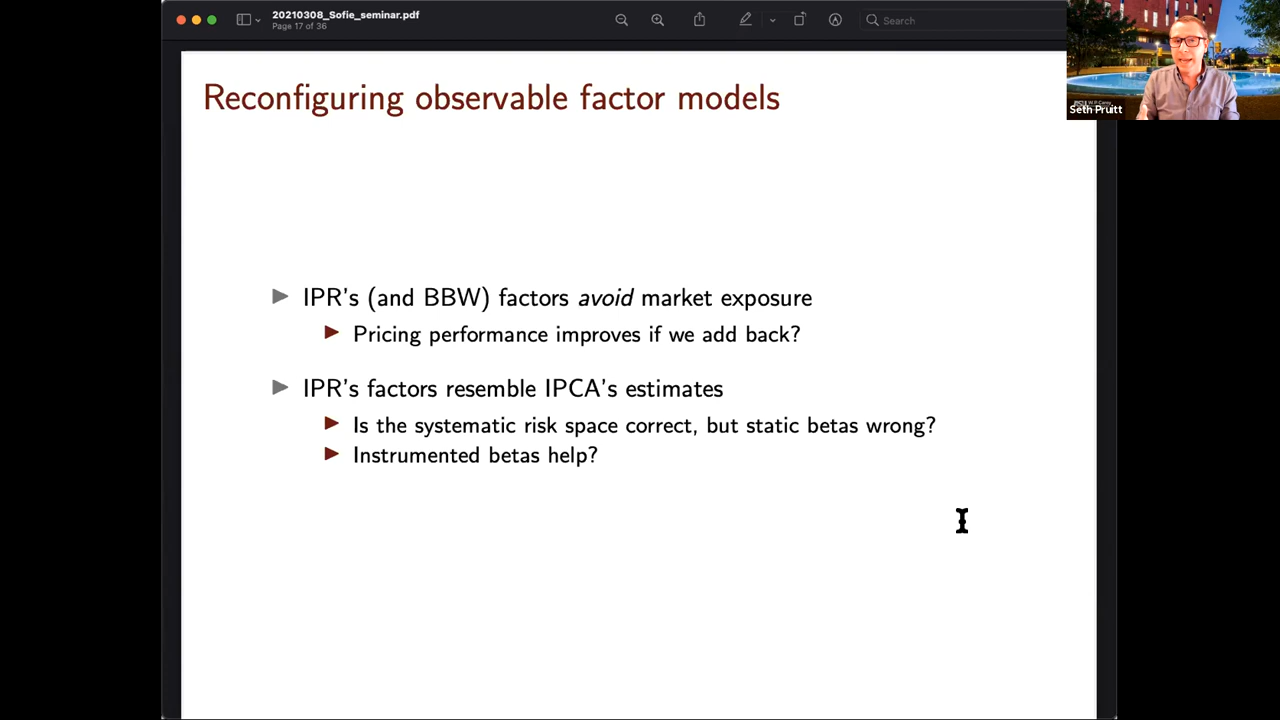 20210308_Sofie_seminar.pdf
Page 17 of 36
Search
Seth Pruitt
Reconfiguring observable factor models
IPR's (and BBW) factors avoid market exposure
Pricing performance improves if we add back?
IPR's factors resemble IPCA's estimates
Is the systematic risk space correct, but static betas wrong?
Instrumented betas help?